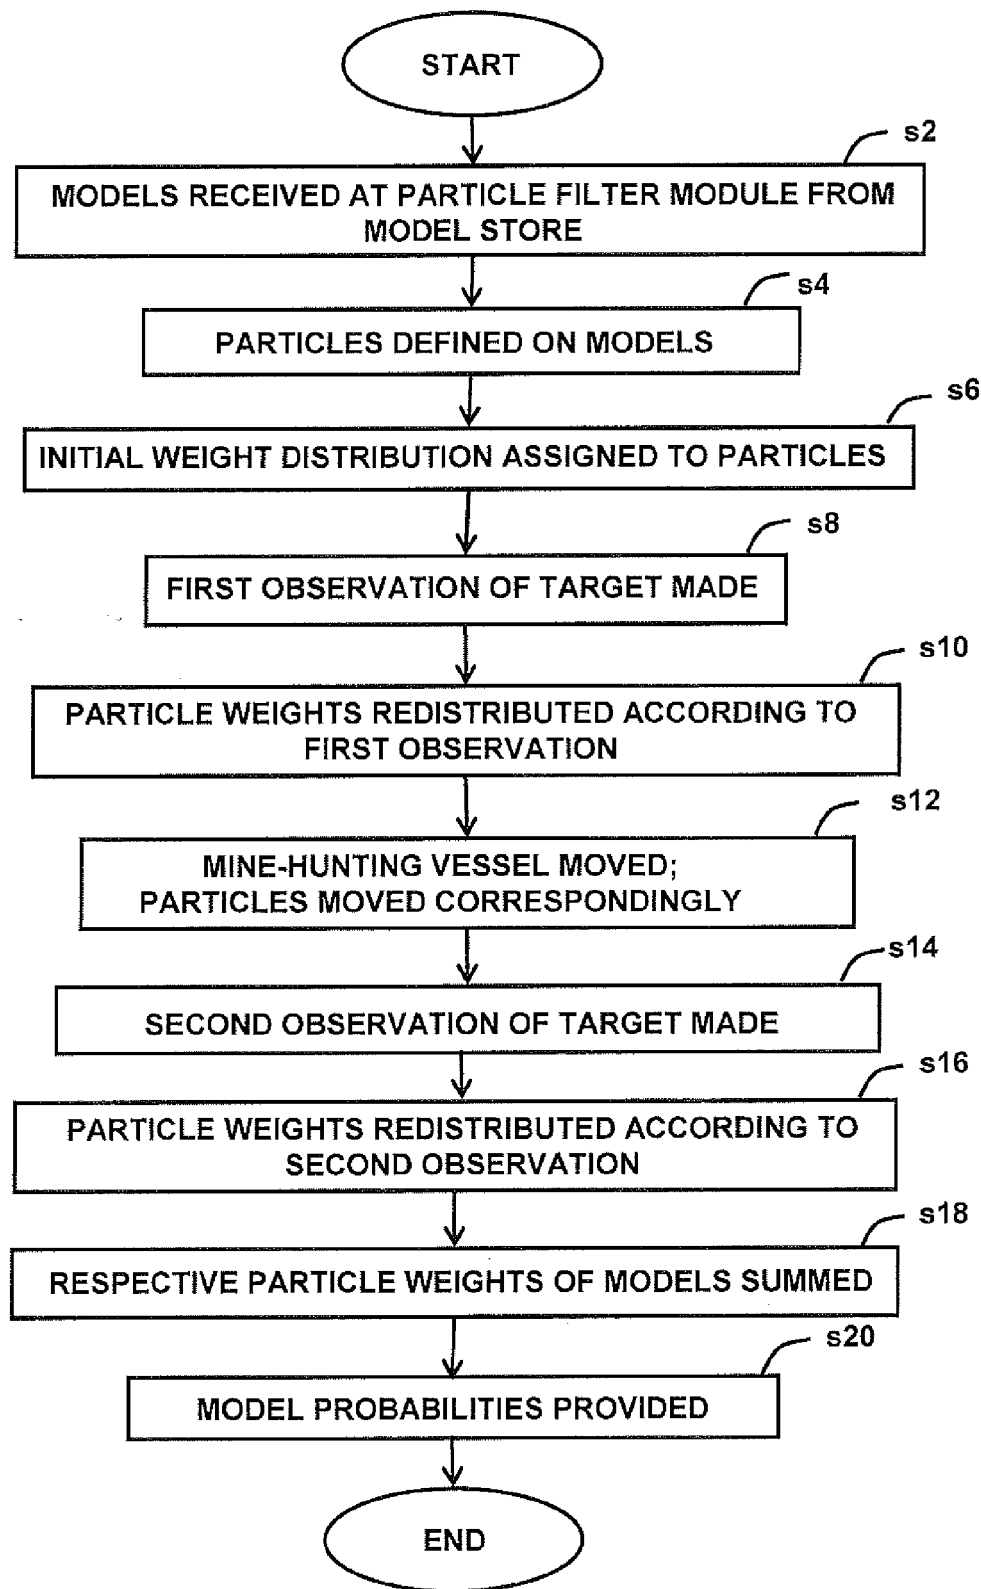 START
s2
MODELS RECEIVED AT PARTICLE FILTER MODULE FROM
MODEL STORE
s4
PARTICLES DEFINED ON MODELS
s6
INITIAL WEIGHT DISTRIBUTION ASSIGNED TO PARTICLES
s8
FIRST OBSERVATION OF TARGET MADE
s10
PARTICLE WEIGHTS REDISTRIBUTED ACCORDING TO
FIRST OBSERVATION
s12
MINE-HUNTING VESSEL MOVED;
PARTICLES MOVED CORRESPONDINGLY
s14
SECOND OBSERVATION OF TARGET MADE
s16
PARTICLE WEIGHTS REDISTRIBUTED ACCORDING TO
SECOND OBSERVATION
s18
RESPECTIVE PARTICLE WEIGHTS OF MODELS SUMMED
s20
MODEL PROBABILITIES PROVIDED
END